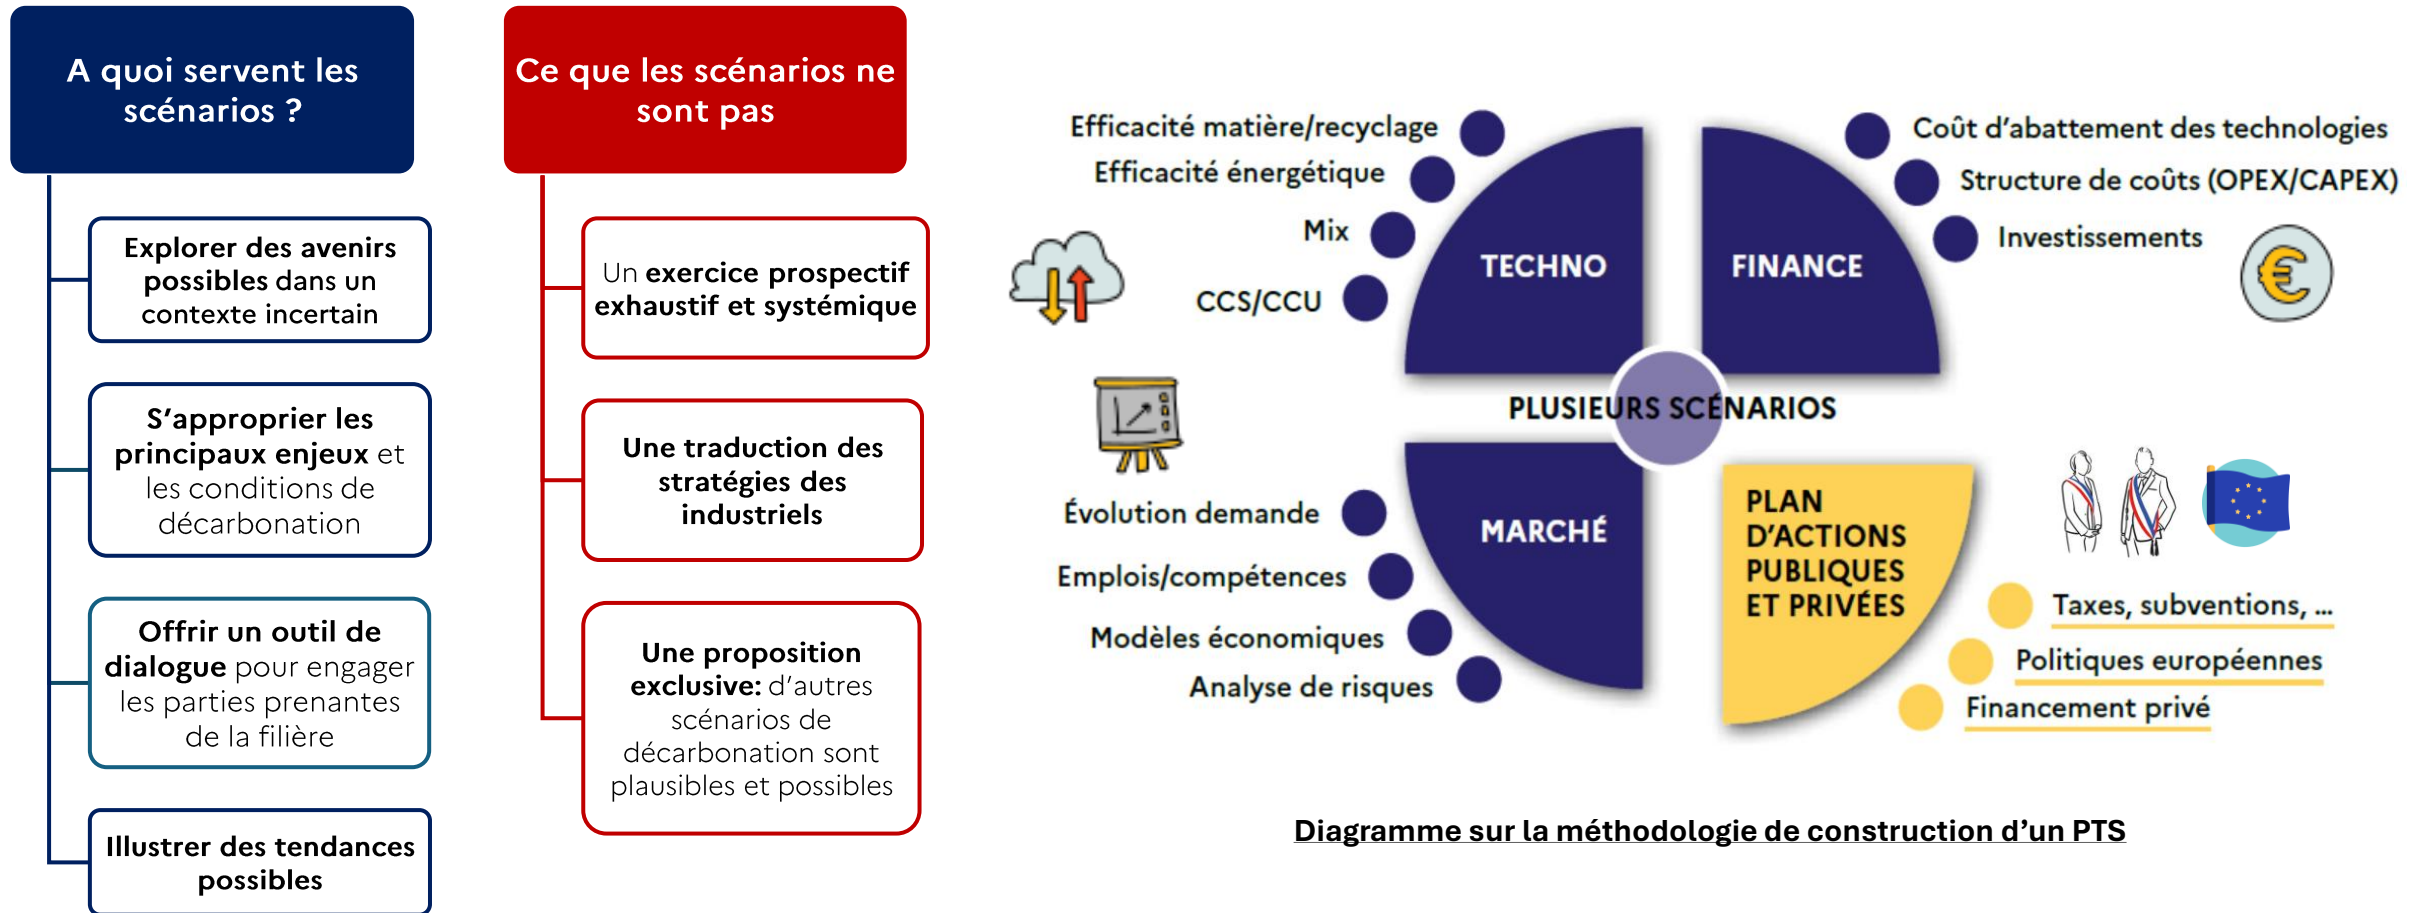 A quoi servent les
scénarios ?
Explorer des avenirs
possibles dans un
contexte incertain
S’approprier les
principaux enjeux et
les conditions de
décarbonation
Offrir un outil de
dialogue pour engager
les parties prenantes
de la filière
Illustrer des tendances
possibles
Ce que les scénarios ne
sont pas
Un exercice prospectif
exhaustif et systémique
Une traduction des
stratégies des
industriels
Une proposition
exclusive: d’autres
scénarios de
décarbonation sont
plausibles et possibles
Efficacité matière/recyclage
Efficacité énergétique
Mix
CCS/CCU
TECHNO
FINANCE
Coût d’abattement des technologies
Structure de coûts (OPEX/CAPEX)
Investissements
€
PLUSIEURS SCÉNARIOS
Évolution demande
Emplois/compétences
Modèles économiques
Analyse de risques
MARCHÉ
PLAN
D’ACTIONS
PUBLIQUES
ET PRIVÉES
Taxes, subventions, ...
Politiques européennes
Financement privé
Diagramme sur la méthodologie de construction d’un PTS